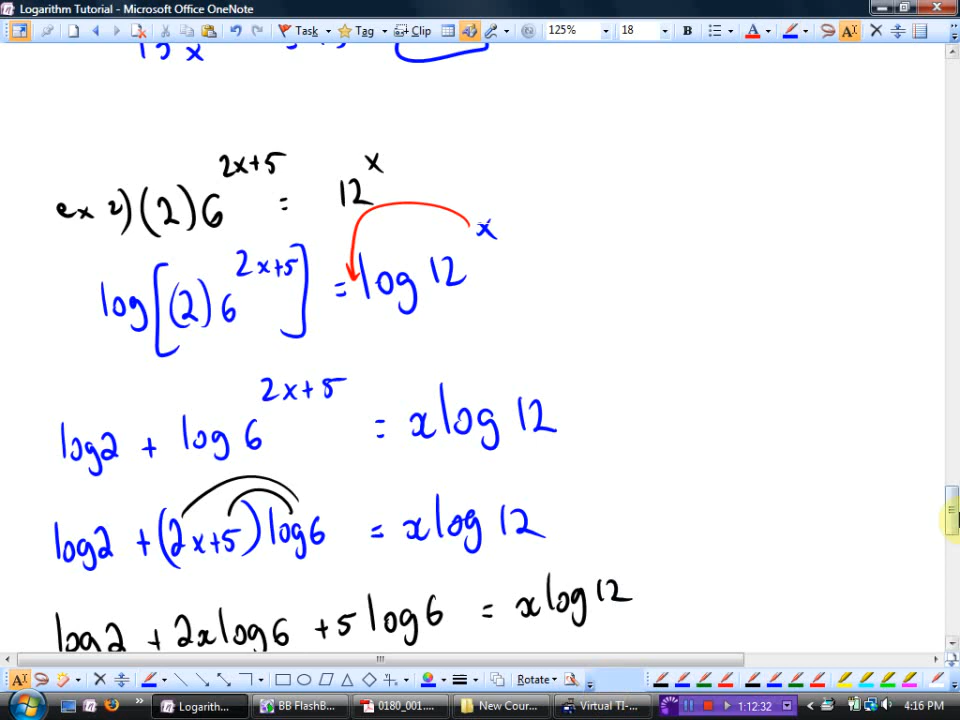 Logarithm Tutorial - Microsoft Office OneNote
Task Tag Clip 125% 18 B A
ex 2) (2)6^{2x+5} = 12^x
log[(2)6^{2x+5}] = log 12^x
log2 + log 6^{2x+5} = x log 12
log2 + (2x+5) log6 = x log 12
log2 + 2x log6 + 5 log 6 = x log 12
Rotate
Logarith... BB FlashB... 0180_001.... New Cour... Virtual TI-... 1:12:32 4:16 PM